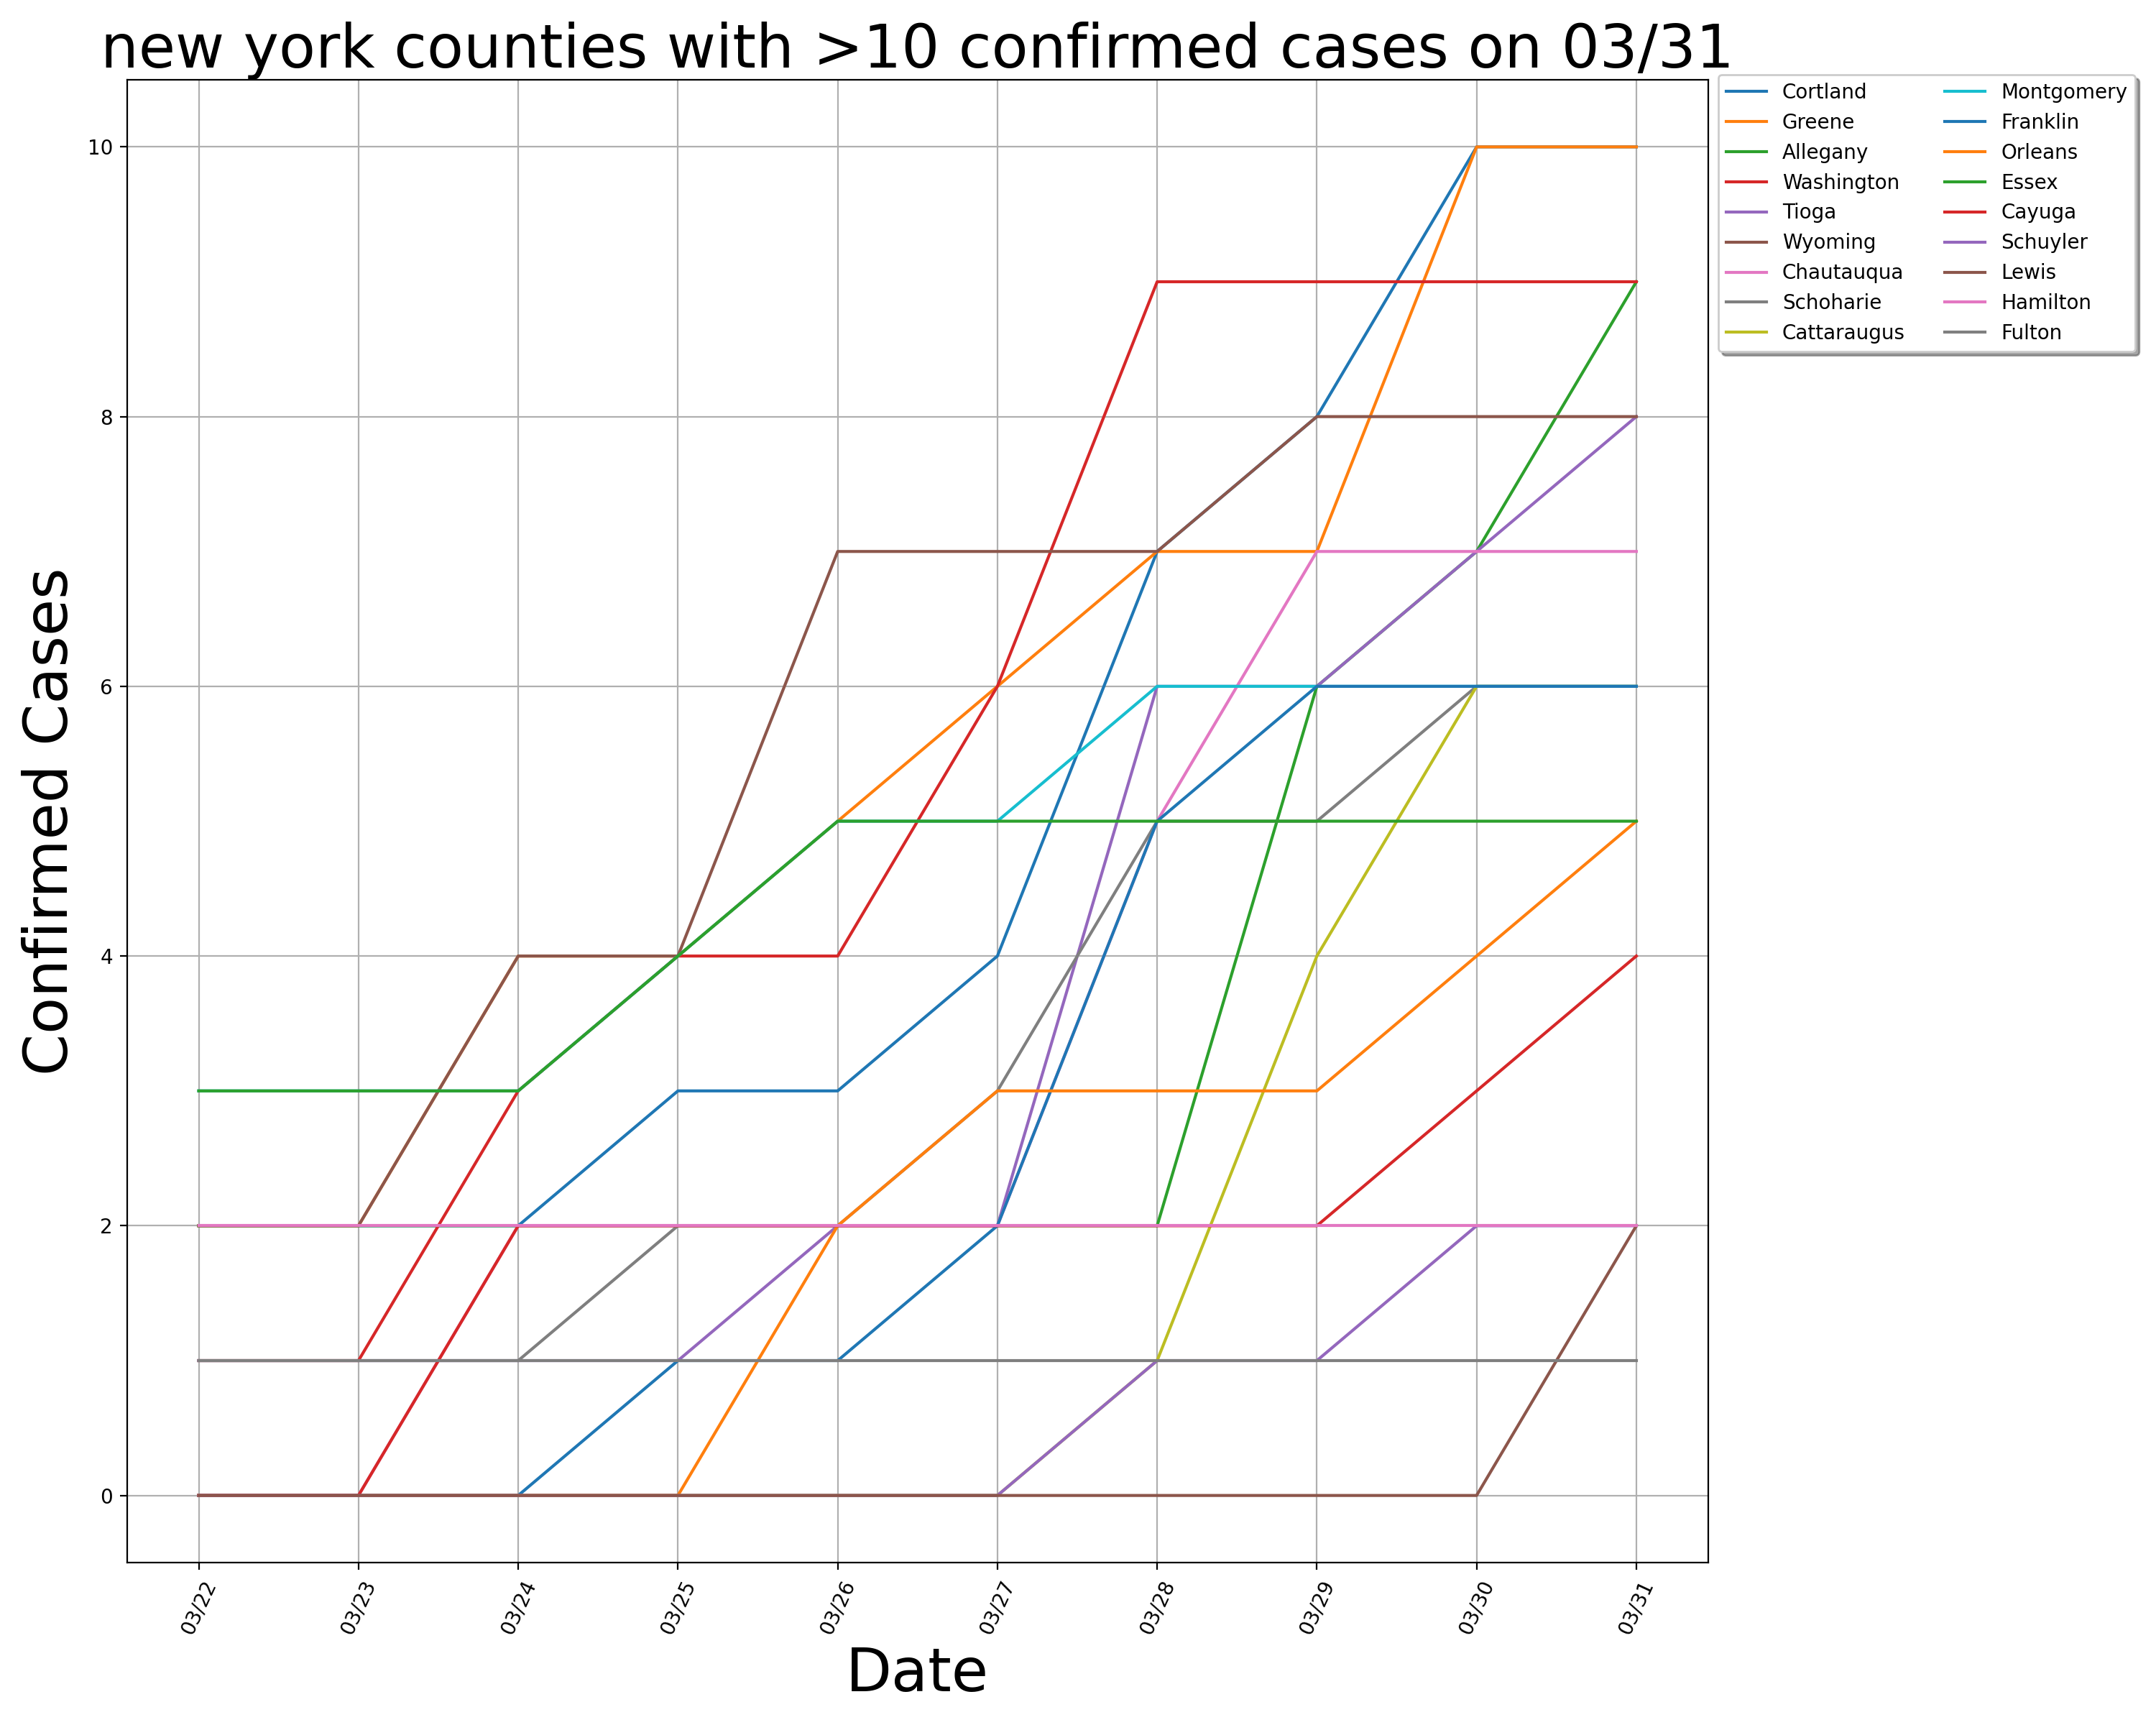 new york counties with >10 confirmed cases on 03/31
Cortland
Greene
Allegany
Washington
Tioga
Wyoming
Chautauqua
Schoharie
Cattaraugus
Montgomery
Franklin
Orleans
Essex
Cayuga
Schuyler
Lewis
Hamilton
Fulton
Confirmed Cases
10
8
6
4
2
0
03/22
03/23
03/24
03/25
03/26
03/27
03/28
03/29
03/30
03/31
Date